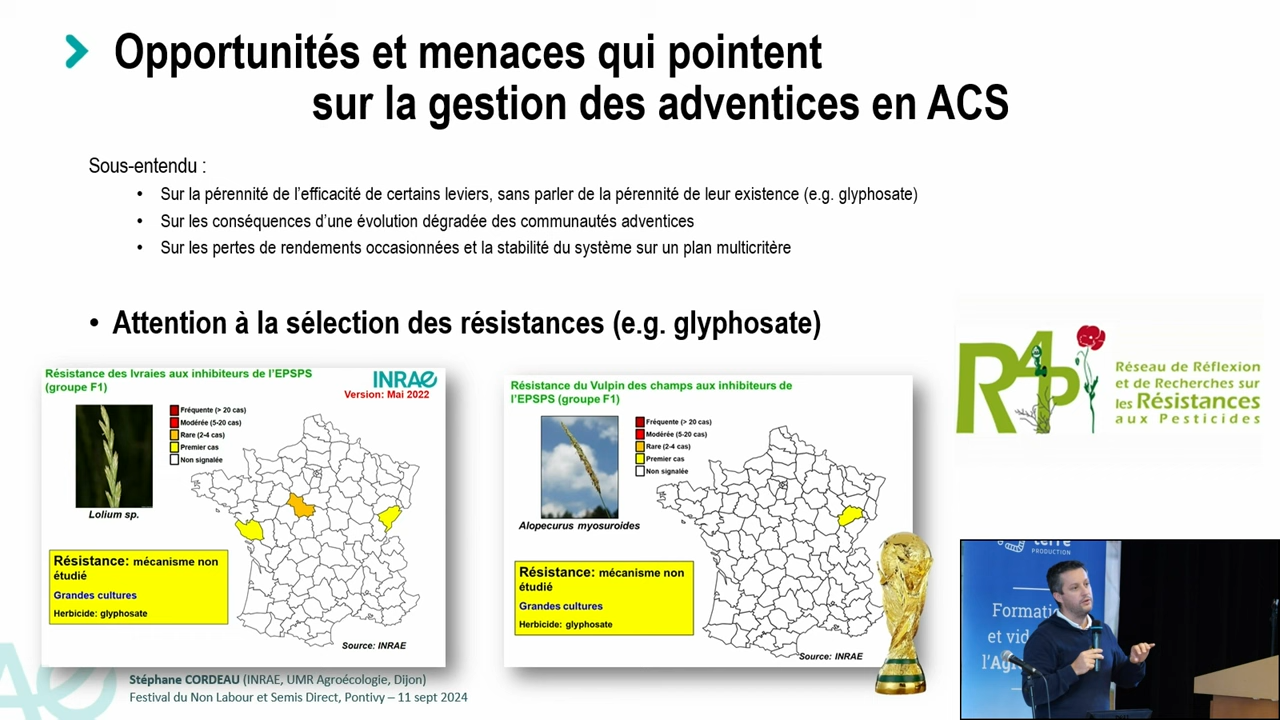 Opportunités et menaces qui pointent
sur la gestion des adventices en ACS
Sous-entendu :
• Sur la pérennité de l'efficacité de certains leviers, sans parler de la pérennité de leur existence (e.g. glyphosate)
• Sur les conséquences d'une évolution dégradée des communautés adventices
• Sur les pertes de rendements occasionnées et la stabilité du système sur un plan multicritère
• Attention à la sélection des résistances (e.g. glyphosate)
Résistance des Ivraies aux inhibiteurs de l'EPSPS
(groupe F1)
INRAE
Version: Mai 2022
Fréquente (> 20 cas)
Modérée (5-20 cas)
Rare (2-4 cas)
Premier cas
Non signalée
Lolium sp.
Résistance: mécanisme non
étudié
Grandes cultures
Herbicide: glyphosate
Source: INRAE
Résistance du Vulpin des champs aux inhibiteurs de
l'EPSPS (groupe F1)
Fréquente (> 20 cas)
Modérée (5-20 cas)
Rare (2-4 cas)
Premier cas
Non signalée
Alopecurus myosuroides
Résistance: mécanisme non
étudié
Grandes cultures
Herbicide: glyphosate
Source: INRAE
R4P
Réseau de Réflexion
et de Recherches sur
les Résistances
aux Pesticides
terre
PRODUCTION
Formatio
et vid
l'Ag
Stéphane CORDEAU (INRAE, UMR Agroécologie, Dijon)
Festival du Non Labour et Semis Direct, Pontivy – 11 sept 2024